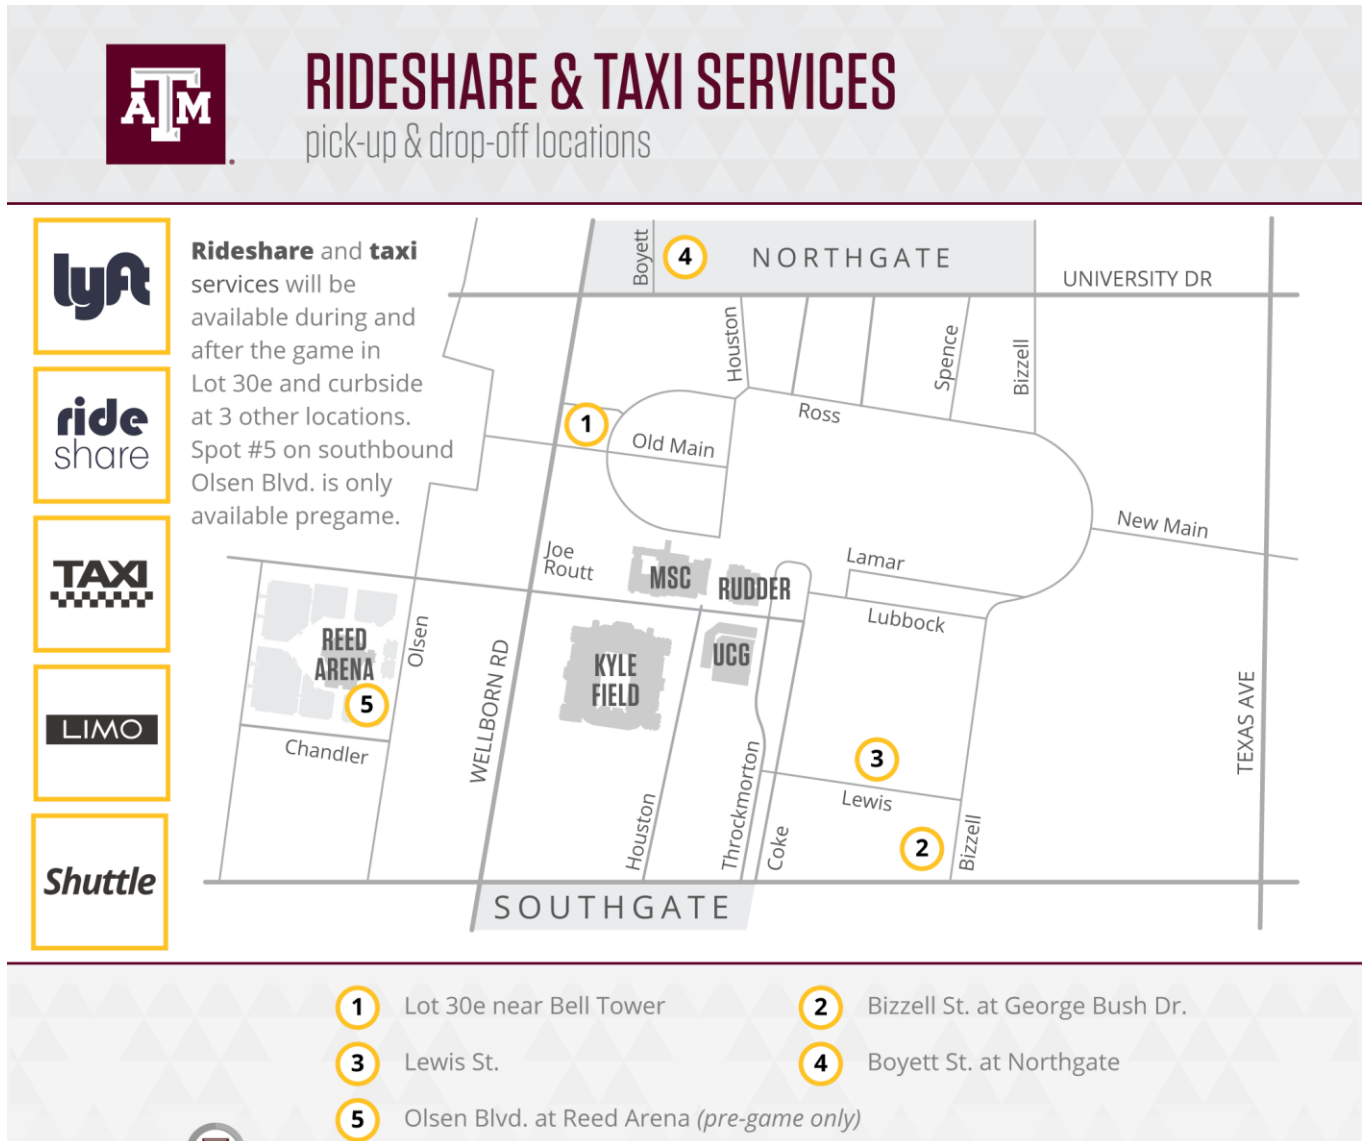 ATM
RIDESHARE & TAXI SERVICES
pick-up & drop-off locations
lyft
ride
share
TAXI
LIMO
Shuttle
Rideshare and taxi
services will be
available during and
after the game in
Lot 30e and curbside
at 3 other locations.
Spot #5 on southbound
Olsen Blvd. is only
available pregame.
Boyett
4
NORTHGATE
UNIVERSITY DR
Houston
Spence
Bizzell
Ross
1
Old Main
New Main
Joe
Routt
MSC
RUDDER
Lamar
Lubbock
REED
ARENA
5
Olsen
Chandler
WELLBORN RD
KYLE
FIELD
UCG
TEXAS AVE
3
Lewis
2
Bizzell
Houston
Throckmorton
Coke
SOUTHGATE
1 Lot 30e near Bell Tower
2 Bizzell St. at George Bush Dr.
3 Lewis St.
4 Boyett St. at Northgate
5 Olsen Blvd. at Reed Arena (pre-game only)